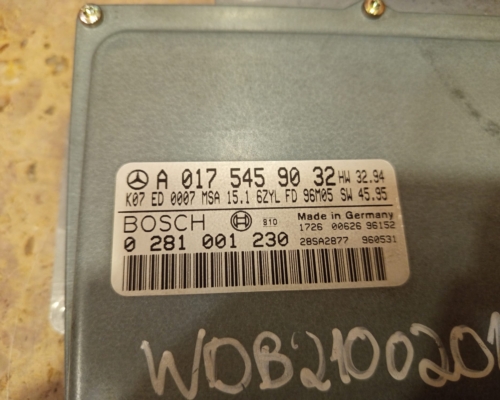 A 017 545 90 32 HW 32.94
K07 ED 0007 MSA 15.1 6ZYL FD 96M05 SW 45.95
BOSCH 810 Made in Germany
1726 00626 96152
0 281 001 230 28SA2877 960531
WDB2100201